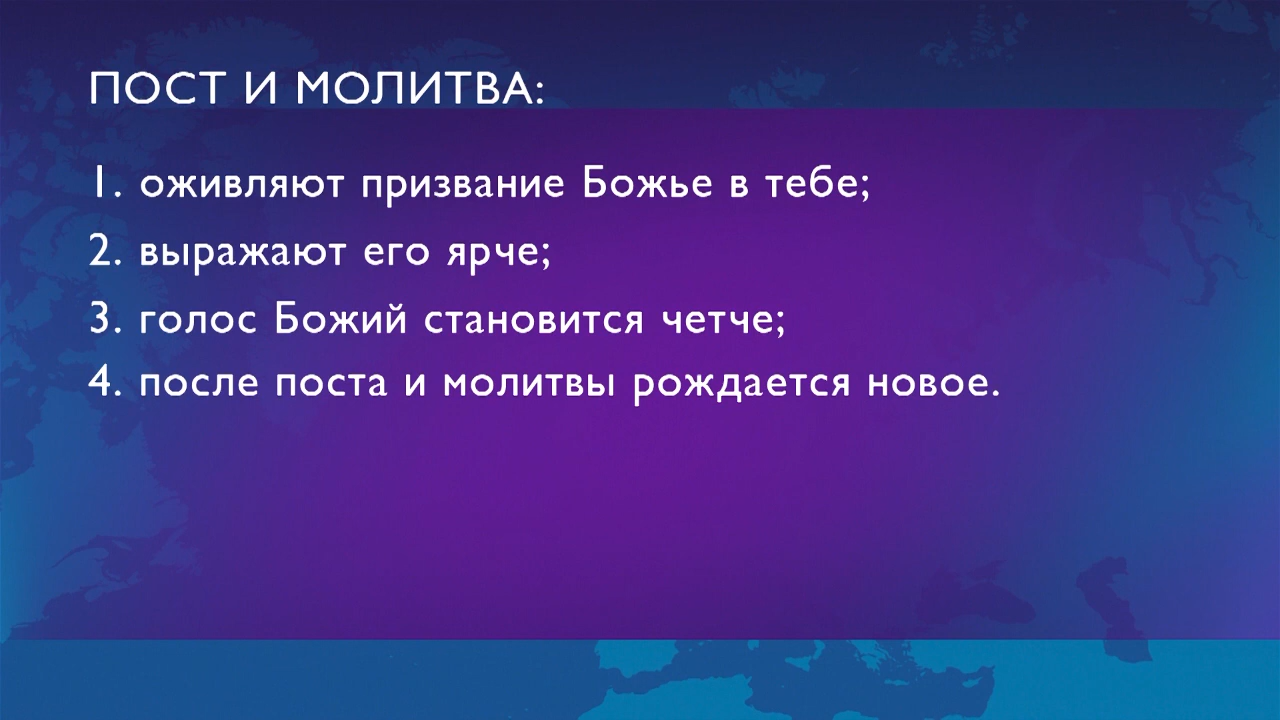 ПОСТ И МОЛИТВА:
1. оживляют призвание Божье в тебе;
2. выражают его ярче;
3. голос Божий становится четче;
4. после поста и молитвы рождается новое.